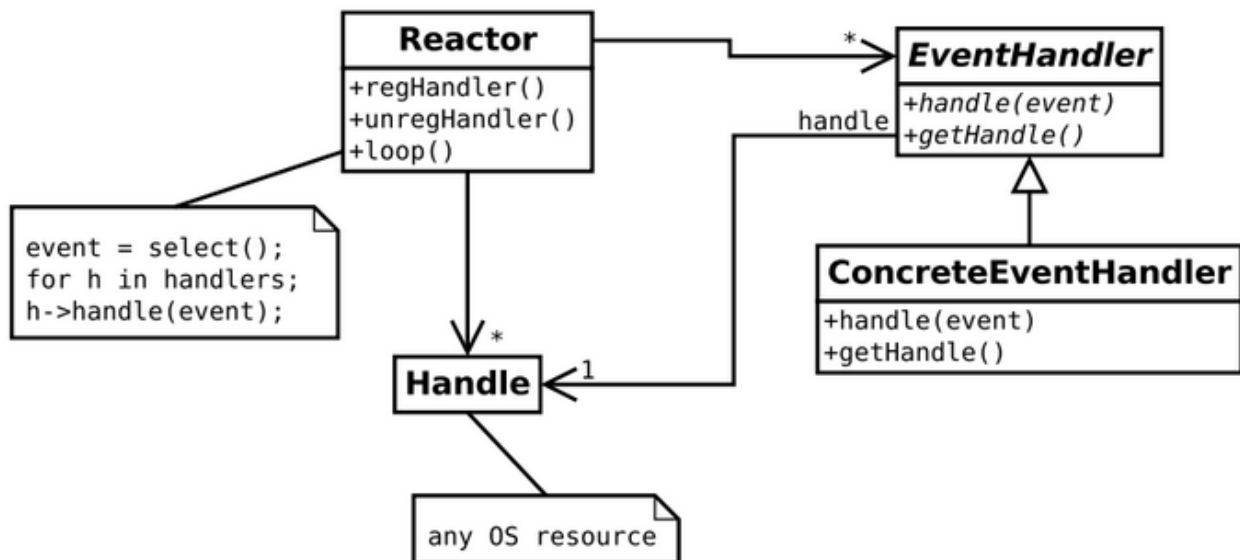 Reactor
+regHandler()
+unregHandler()
+loop()
*
EventHandler
+handle(event)
+getHandle()
handle
event = select();
for h in handlers;
h->handle(event);
ConcreteEventHandler
+handle(event)
+getHandle()
*
Handle
1
any OS resource